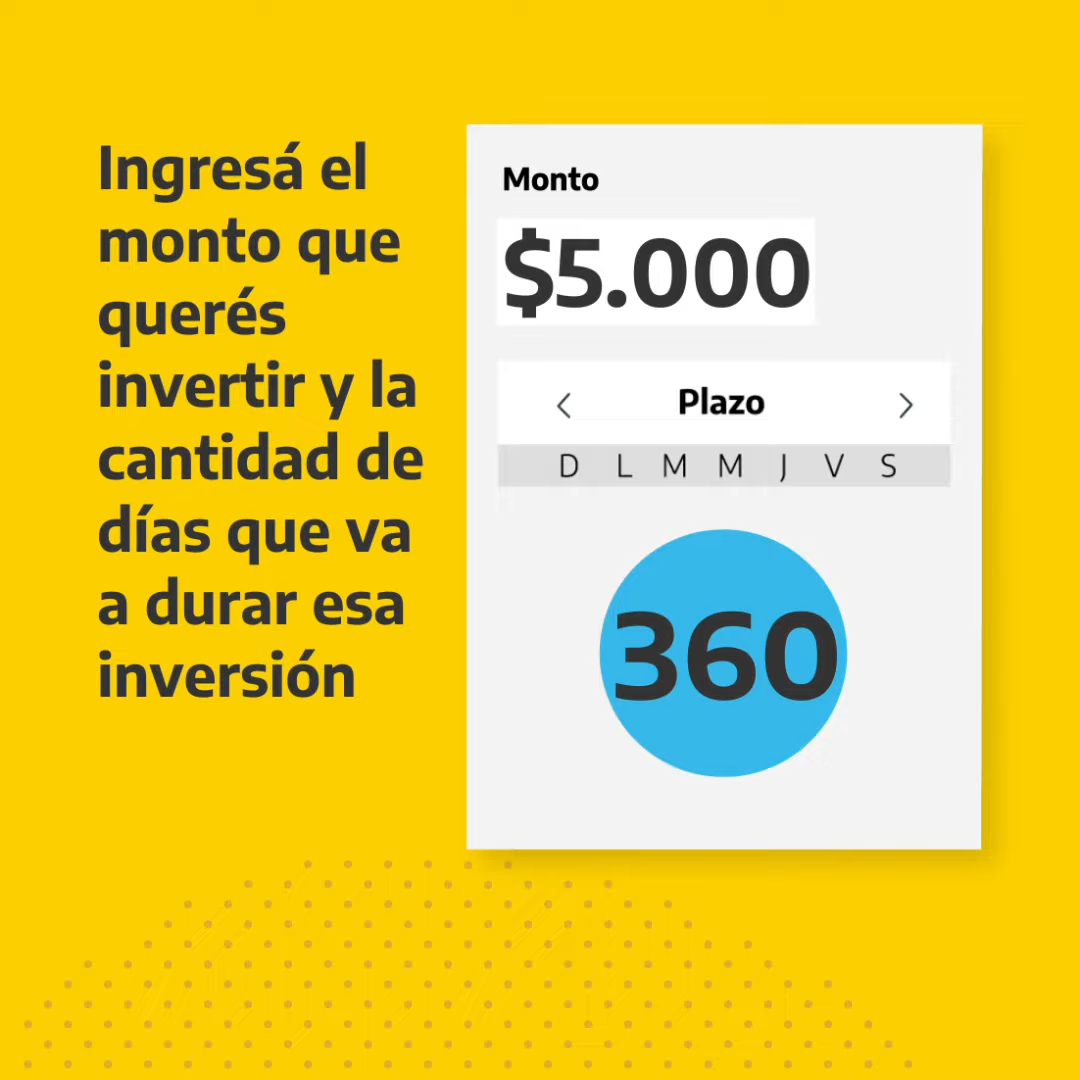 Ingresá el
monto que
querés
invertir y la
cantidad de
días que va
a durar esa
inversión
Monto
$5.000
Plazo
D L M M J V S
360